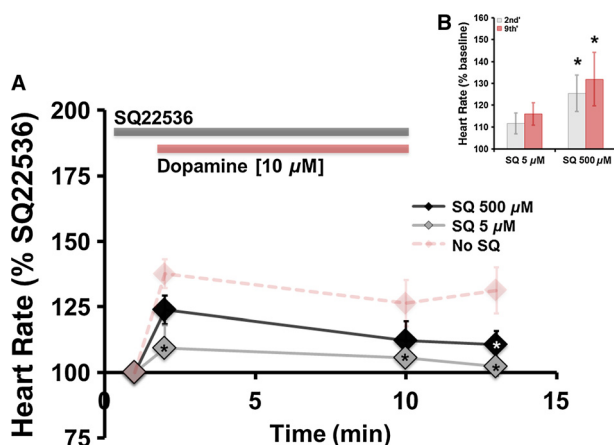 A
Heart Rate (% SQ22536)
200
175
150
125
100
75
SQ22536
Dopamine [10 µM]
SQ 500 µM
SQ 5 µM
No SQ
*
*
*
*
0
5
10
15
Time (min)
B
Heart Rate (% baseline)
160
150
140
130
120
110
100
2nd'
9th'
*
*
SQ 5 µM
SQ 500 µM